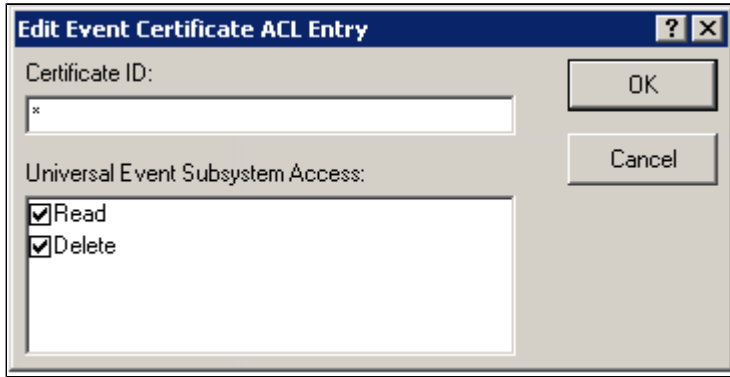 Edit Event Certificate ACL Entry
Certificate ID:
*
OK
Cancel
Universal Event Subsystem Access:
Read
Delete